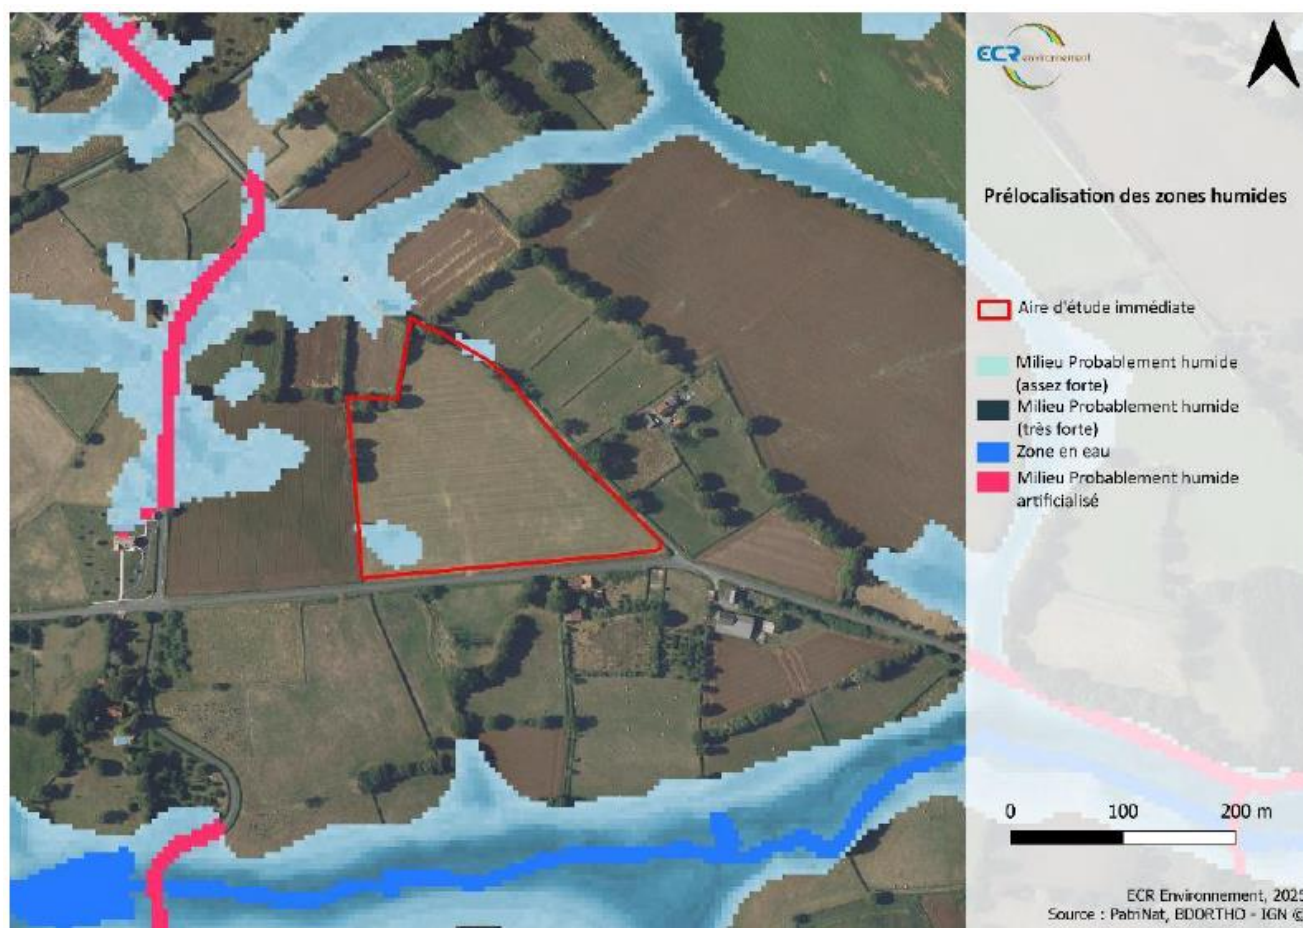 ECR environnement
Prélocalisation des zones humides
Aire d'étude immédiate
Milieu Probablement humide
(assez forte)
Milieu Probablement humide
(très forte)
Zone en eau
Milieu Probablement humide
artificialisé
0 100 200 m
ECR Environnement, 2025
Source : PatriNat, BDORTHO - IGN ©